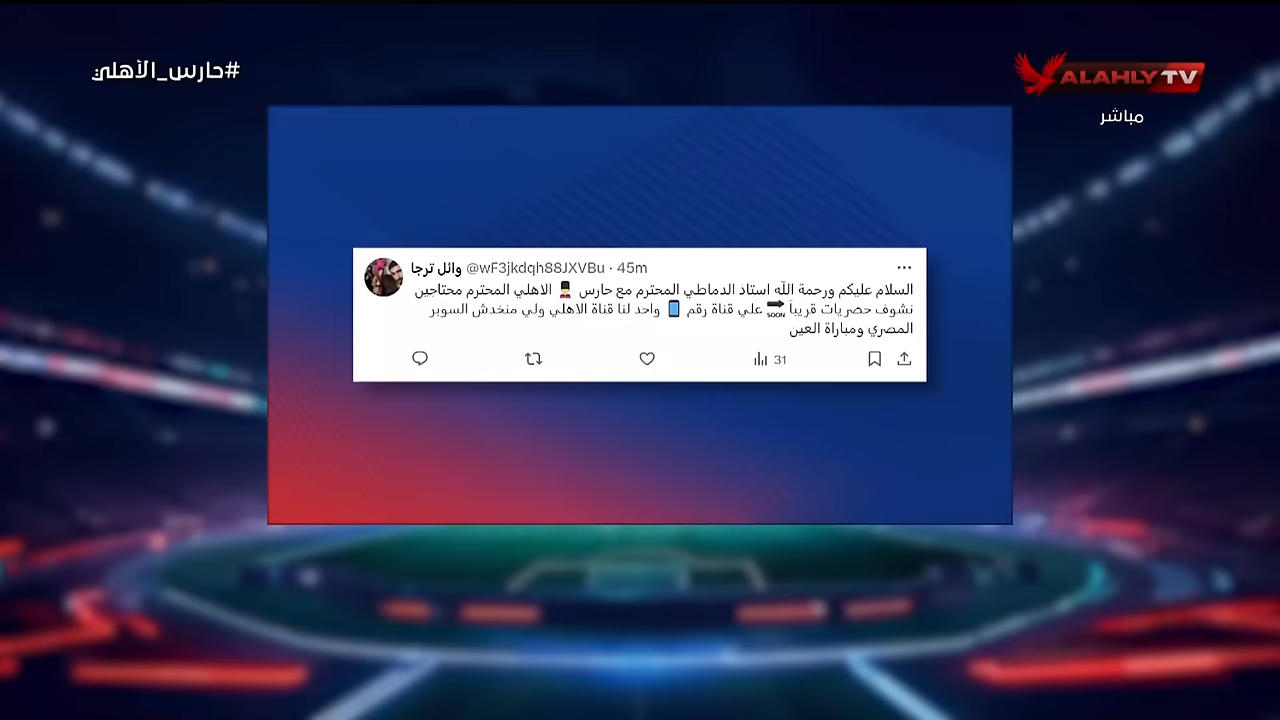 #حارس_الأهلي
ALAHLY TV
مباشر
وائل ترجا @wF3jkdqh88JXVBu · 45m
السلام عليكم ورحمة الله استاذ الدماطي المحترم مع حارس 💂 الاهلي المحترم محتاجين
نشوف حصريات قريباً 🔜 علي قناة رقم 📱 واحد لنا قناة الاهلي ولي منخدش السوبر
المصري ومباراة العين
31